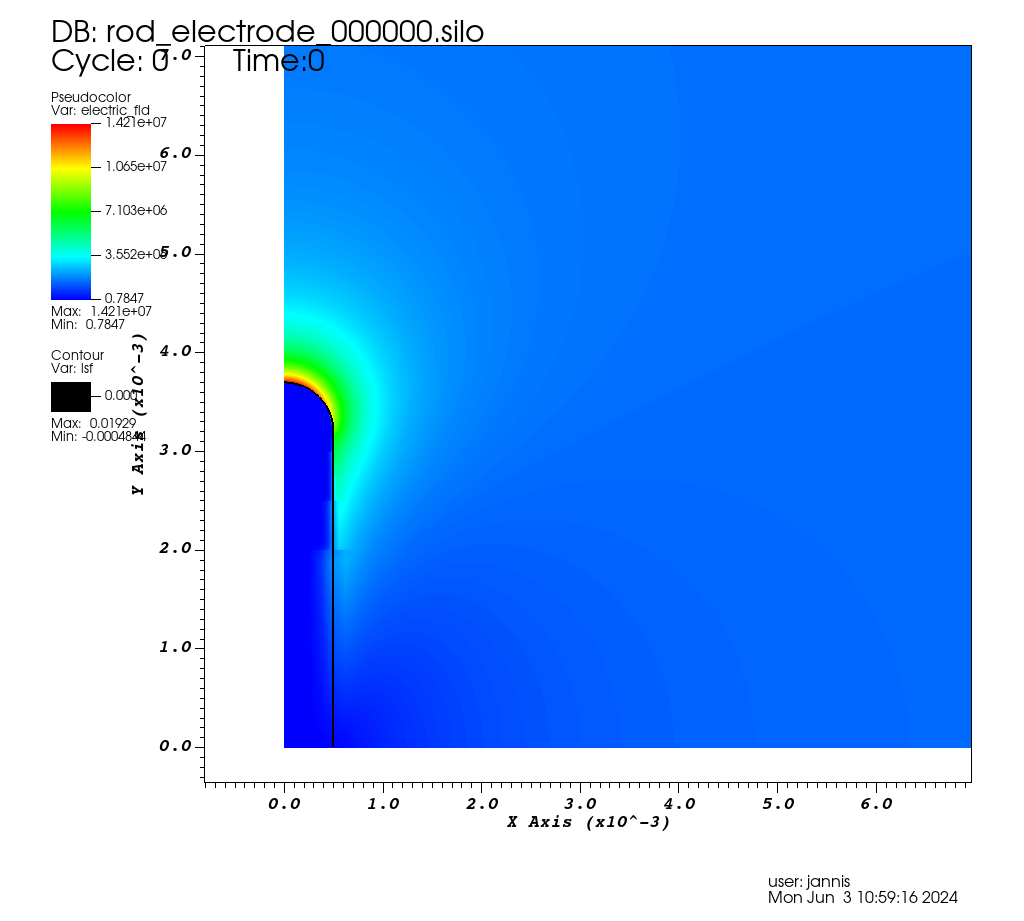 DB: rod_electrode_000000.silo
Cycle: 0 Time:0
Pseudocolor
Var: electric_fld
1.421e+07
1.065e+07
7.103e+06
3.552e+06
0.7847
Max: 1.421e+07
Min: 0.7847
Contour
Var: lsf
0.000
Max: 0.01929
Min: -0.0004844
7.0
6.0
5.0
4.0
3.0
2.0
1.0
0.0
Y Axis (x10^-3)
0.0 1.0 2.0 3.0 4.0 5.0 6.0
X Axis (x10^-3)
user: jannis
Mon Jun 3 10:59:16 2024